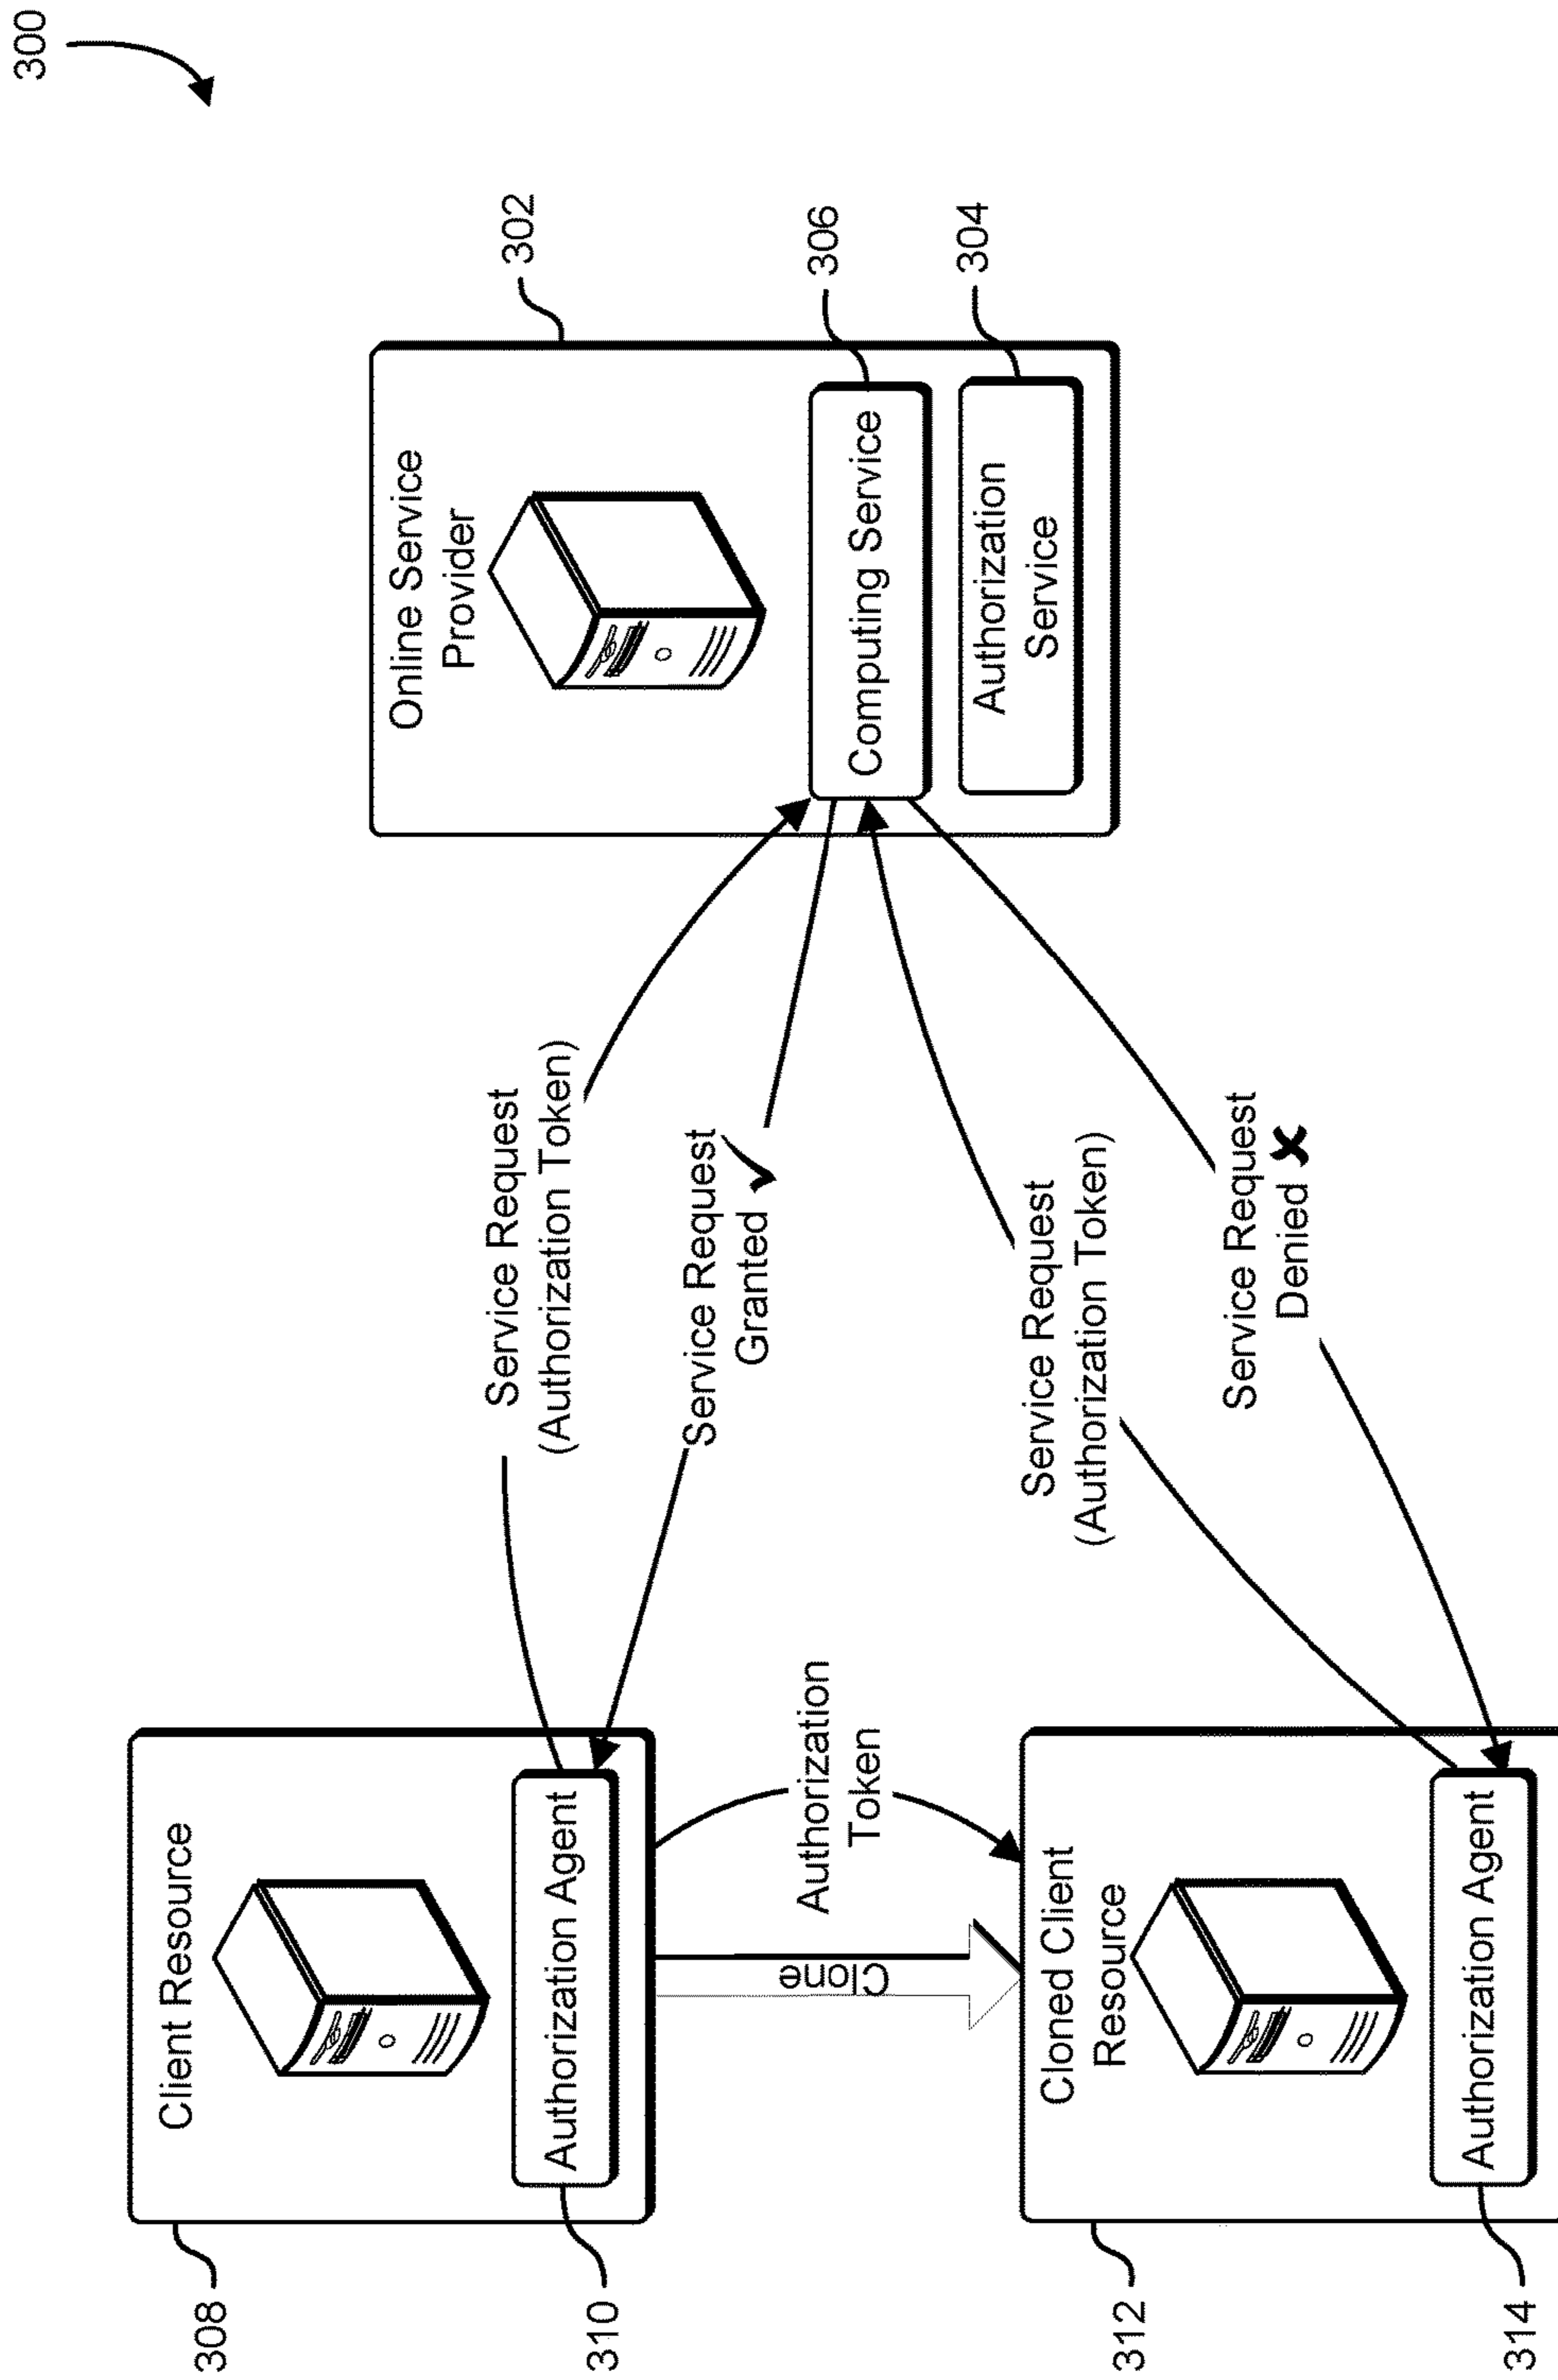 300
Client Resource
Authorization Agent
308
310
Service Request
(Authorization Token)
Service Request
Granted
Online Service
Provider
302
Computing Service
306
Authorization
Service
304
Clone
Authorization
Token
Cloned Client
Resource
Authorization Agent
312
314
Service Request
(Authorization Token)
Service Request
Denied